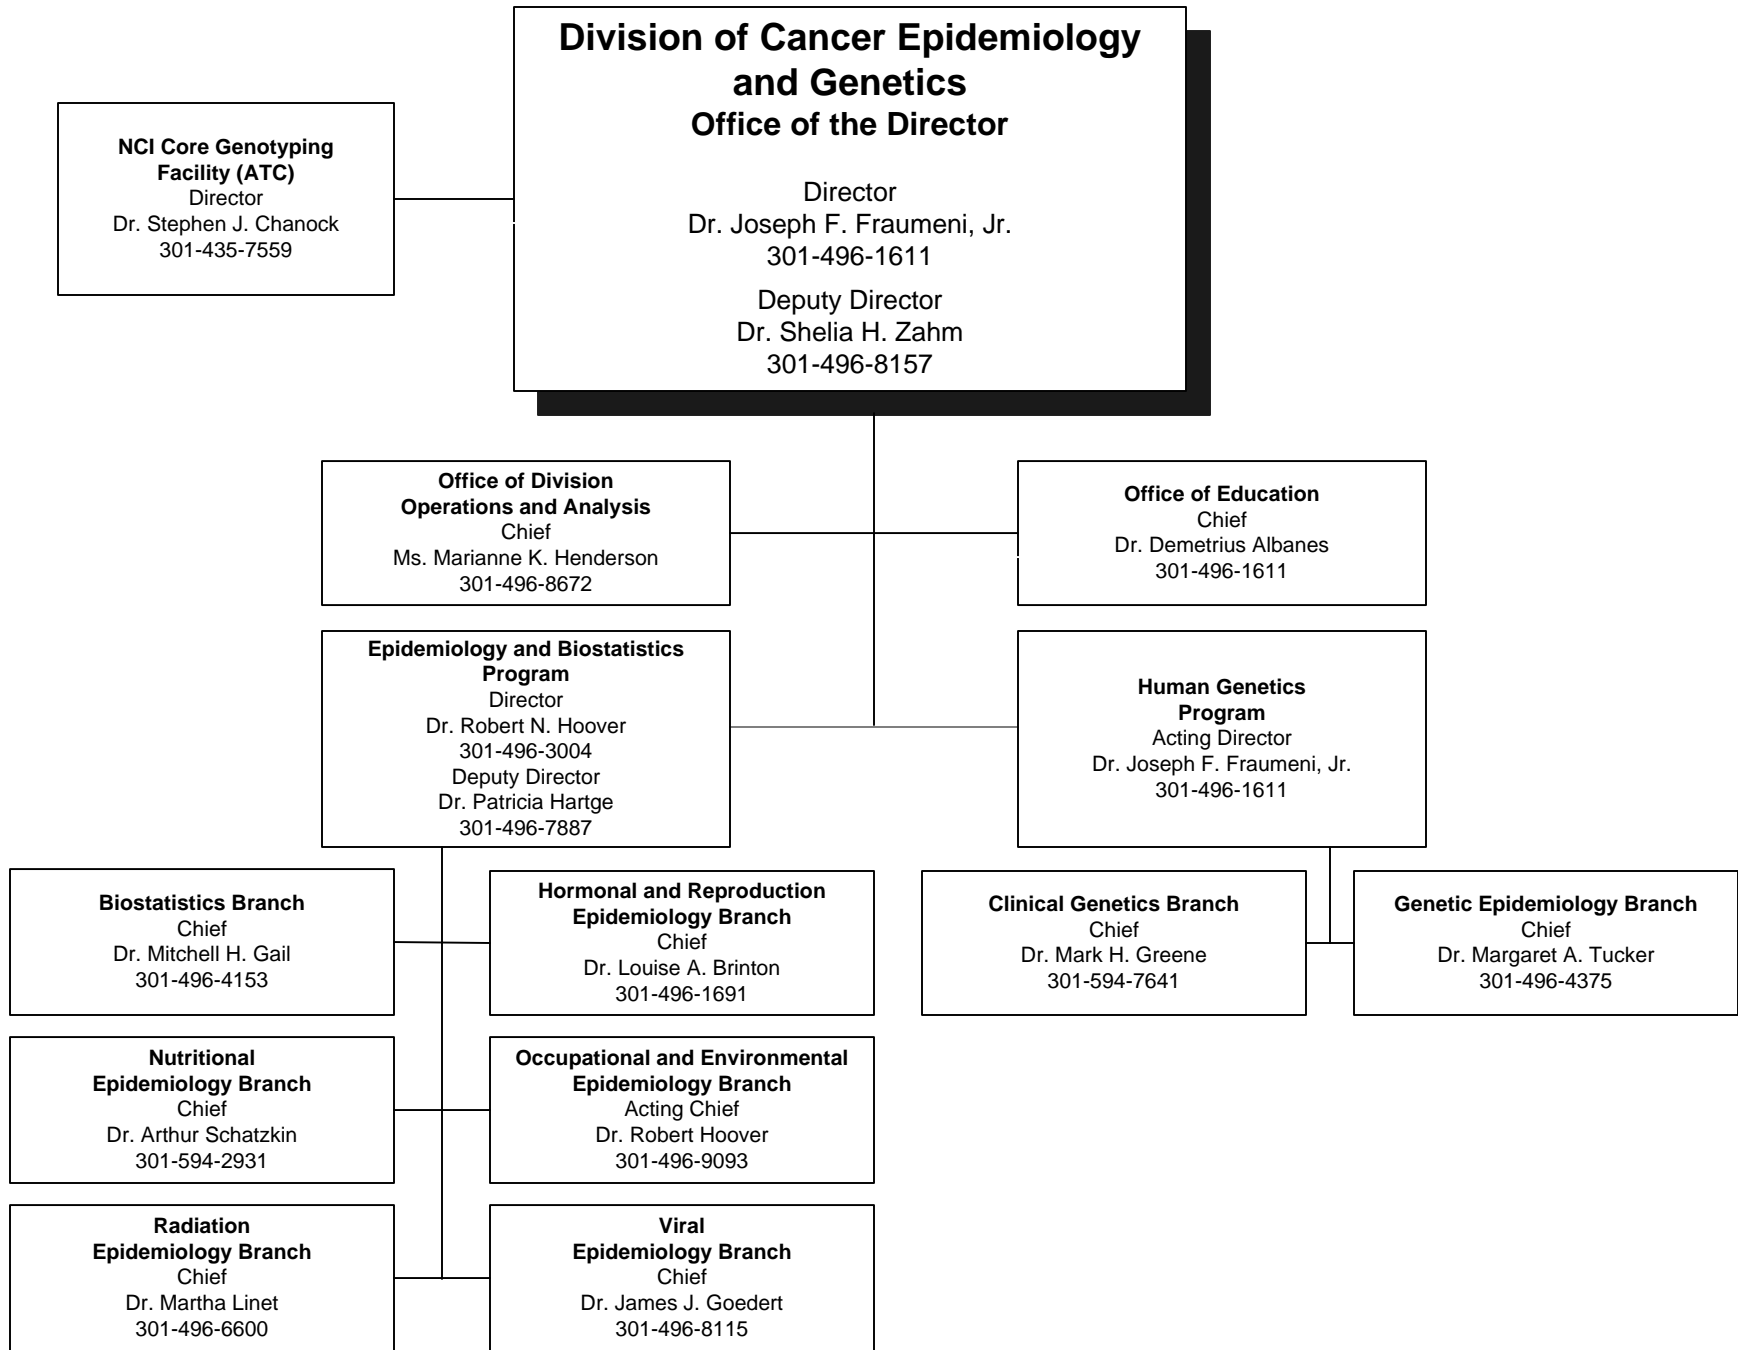 Division of Cancer Epidemiology
and Genetics
Office of the Director
Director
Dr. Joseph F. Fraumeni, Jr.
301-496-1611
Deputy Director
Dr. Shelia H. Zahm
301-496-8157
NCI Core Genotyping
Facility (ATC)
Director
Dr. Stephen J. Chanock
301-435-7559
Office of Division
Operations and Analysis
Chief
Ms. Marianne K. Henderson
301-496-8672
Office of Education
Chief
Dr. Demetrius Albanes
301-496-1611
Epidemiology and Biostatistics
Program
Director
Dr. Robert N. Hoover
301-496-3004
Deputy Director
Dr. Patricia Hartge
301-496-7887
Human Genetics
Program
Acting Director
Dr. Joseph F. Fraumeni, Jr.
301-496-1611
Biostatistics Branch
Chief
Dr. Mitchell H. Gail
301-496-4153
Hormonal and Reproduction
Epidemiology Branch
Chief
Dr. Louise A. Brinton
301-496-1691
Clinical Genetics Branch
Chief
Dr. Mark H. Greene
301-594-7641
Genetic Epidemiology Branch
Chief
Dr. Margaret A. Tucker
301-496-4375
Nutritional
Epidemiology Branch
Chief
Dr. Arthur Schatzkin
301-594-2931
Occupational and Environmental
Epidemiology Branch
Acting Chief
Dr. Robert Hoover
301-496-9093
Radiation
Epidemiology Branch
Chief
Dr. Martha Linet
301-496-6600
Viral
Epidemiology Branch
Chief
Dr. James J. Goedert
301-496-8115